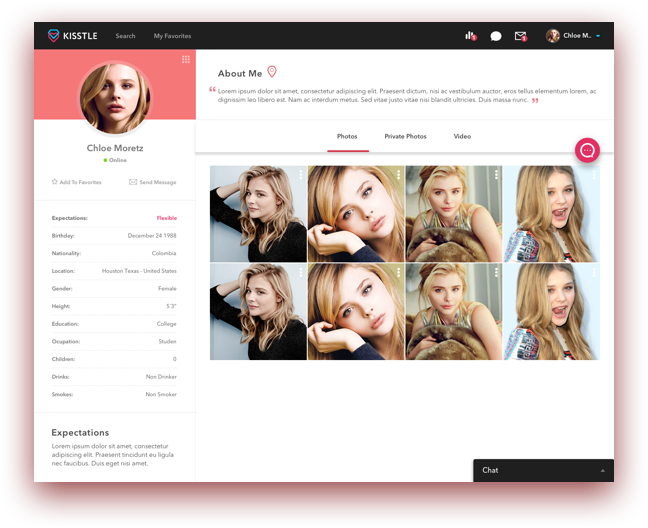 KISSTLE
Search
My Favorites
Chloe M..
Chloe Moretz
Online
Add To Favorites
Send Message
Expectations: Flexible
Birthday: December 24 1988
Nationality: Colombia
Location: Houston Texas - United States
Gender: Female
Height: 5´3"
Education: College
Ocupation: Studen
Children: 0
Drinks: Non Drinker
Smokes: Non Smoker
Expectations
Lorem ipsum dolor sit amet, consectetur
adipiscing elit. Praesent tincidunt eu ligula
nec faucibus. Duis eget nisi amet.
About Me
“ Lorem ipsum dolor sit amet, consectetur adipiscing elit. Praesent dictum, nisi ac vestibulum auctor, eros tellus elementum lorem, ac
dignissim leo libero est. Nam ac interdum metus. Sed vitae justo vitae nisi blandit ultricies. Duis massa nunc. ”
Photos
Private Photos
Video
Chat